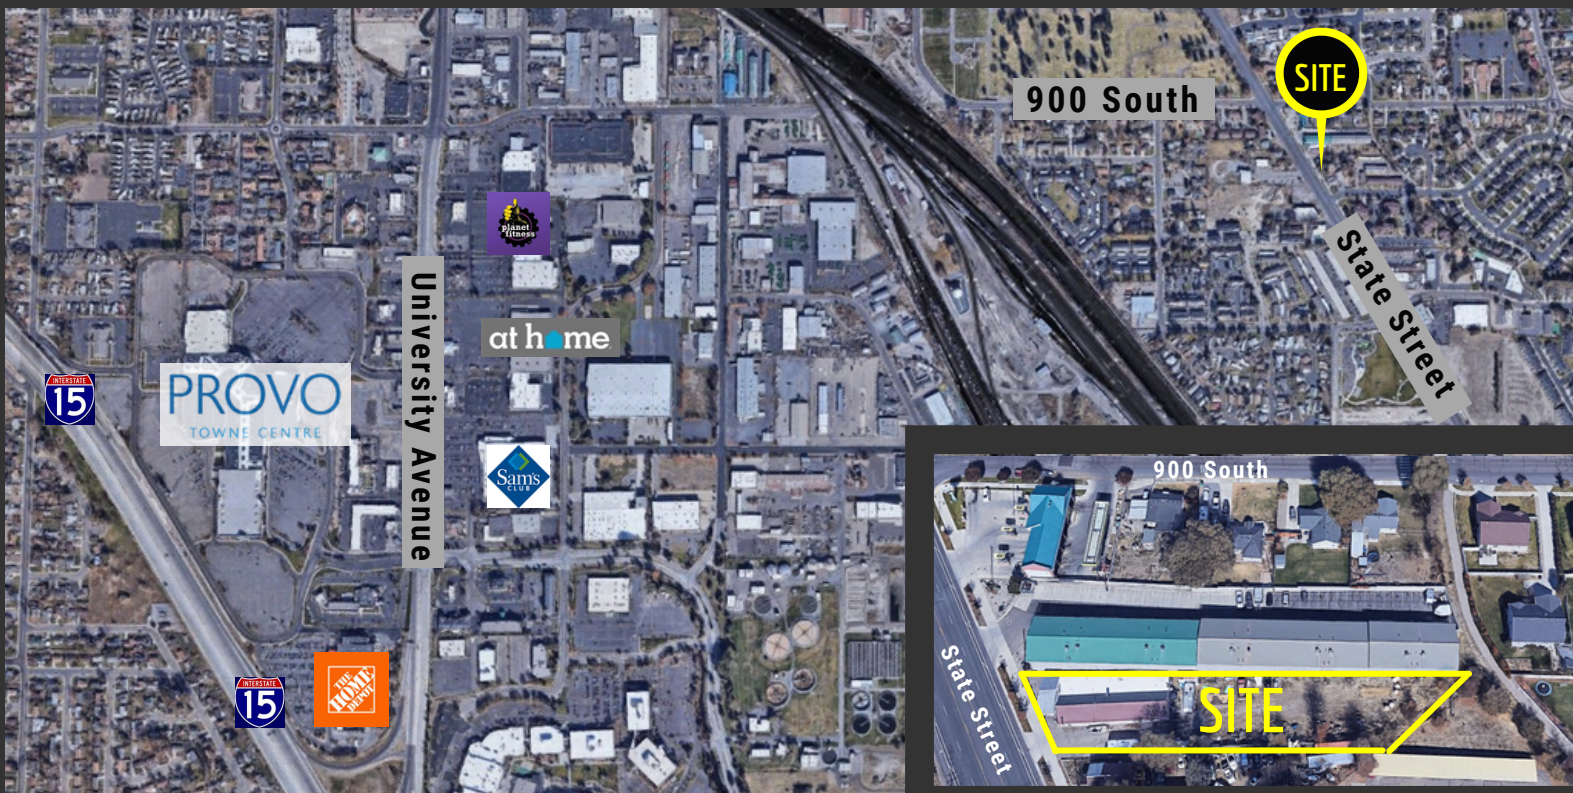 900 South
SITE
planet
fitness
State Street
University Avenue
at home
INTERSTATE
15
PROVO
TOWNE CENTRE
Sam's
CLUB
900 South
State Street
SITE
INTERSTATE
15
THE
HOME
DEPOT